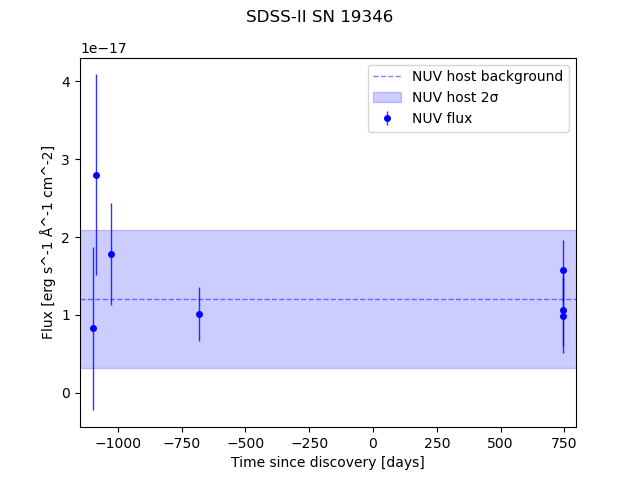 SDSS-II SN 19346
1e−17
NUV host background
NUV host 2σ
NUV flux
4
3
2
1
0
Flux [erg s^-1 Å^-1 cm^-2]
−1000 −750 −500 −250 0 250 500 750
Time since discovery [days]